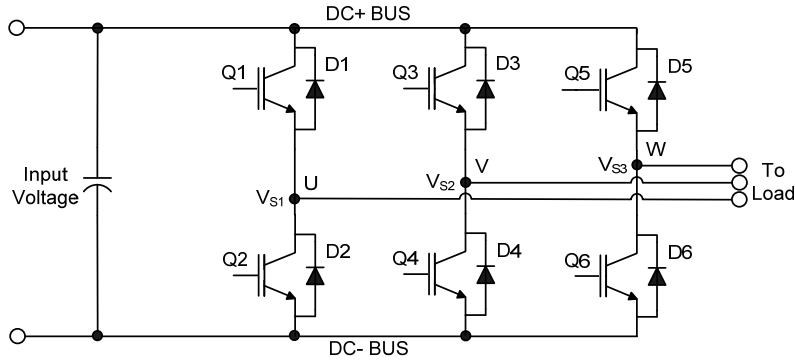 DC+ BUS
Q1
D1
Q3
D3
Q5
D5
Input
Voltage
U
VS1
V
VS2
W
VS3
To
Load
Q2
D2
Q4
D4
Q6
D6
DC- BUS